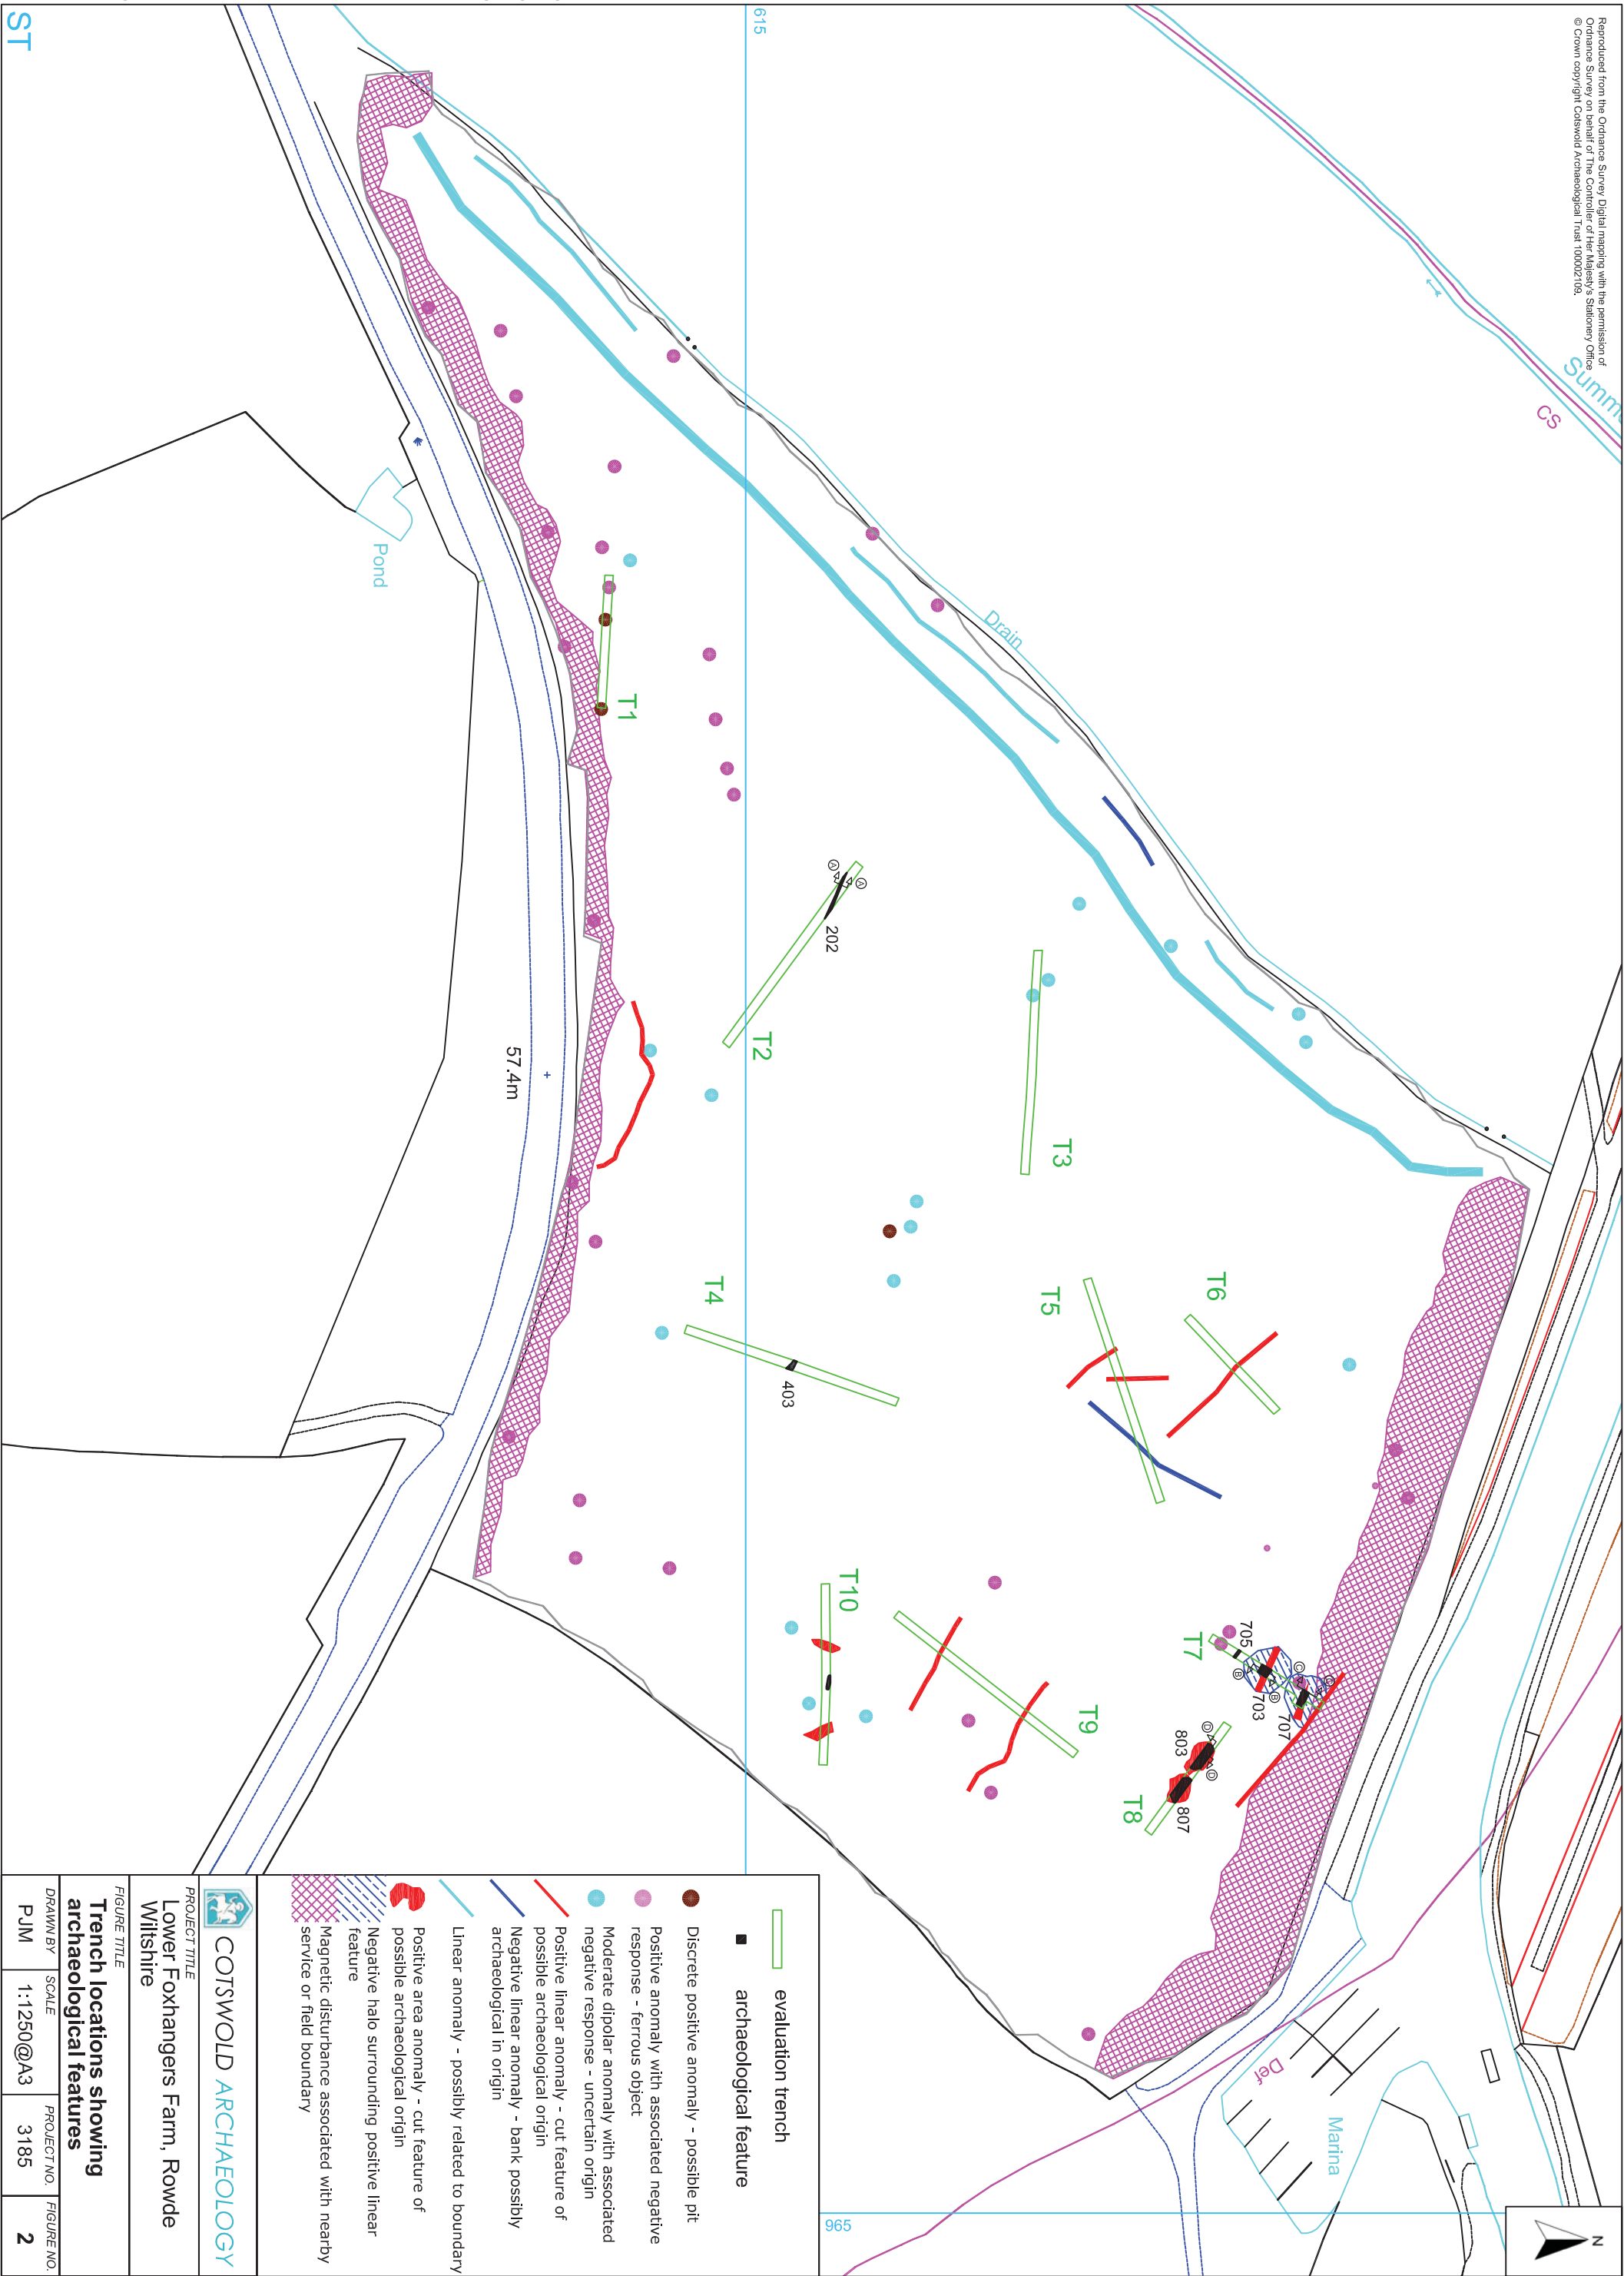 Reproduced from the Ordnance Survey Digital mapping with the permission of
Ordnance Survey on behalf of The Controller of Her Majesty's Stationery Office
© Crown copyright Cotswold Archaeological Trust 100002109.
CS
N
Marina
Def
Drain
T6
T5
T3
T7
705
B
B
703
C
C
707
T8
803
D
D
807
T9
T10
T4
403
T2
202
A
A
T1
615
965
Pond
57.4m
ST
evaluation trench
archaeological feature
Discrete positive anomaly - possible pit
Positive anomaly with associated negative
response - ferrous object
Moderate dipolar anomaly with associated
negative response - uncertain origin
Positive linear anomaly - cut feature of
possible archaeological origin
Negative linear anomaly - bank possibly
archaeological in origin
Linear anomaly - possibly related to boundary
Positive area anomaly - cut feature of
possible archaeological origin
Negative halo surrounding positive linear
feature
Magnetic disturbance associated with nearby
service or field boundary
COTSWOLD ARCHAEOLOGY
PROJECT TITLE
Lower Foxhangers Farm, Rowde
Wiltshire
FIGURE TITLE
Trench locations showing
archaeological features
DRAWN BY
PJM
SCALE
1:1250@A3
PROJECT NO.
3185
FIGURE NO.
2